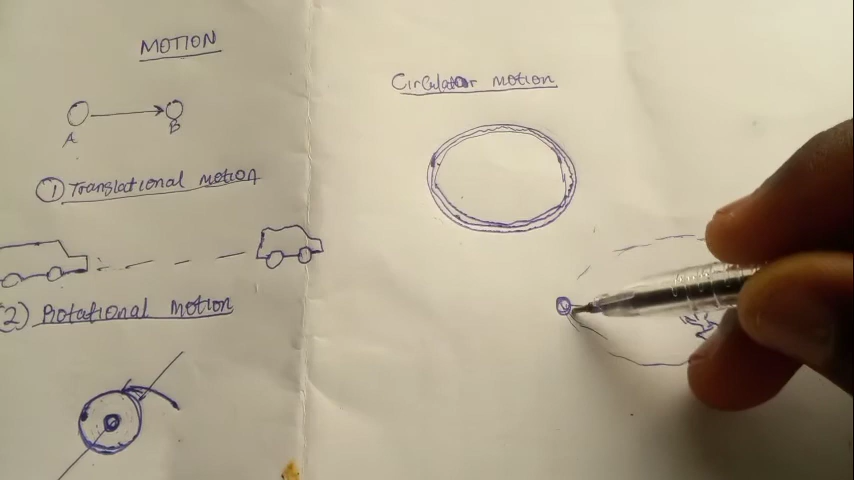 MOTION
A
B
① Translational motion
(2) Rotational motion
Circulator motion